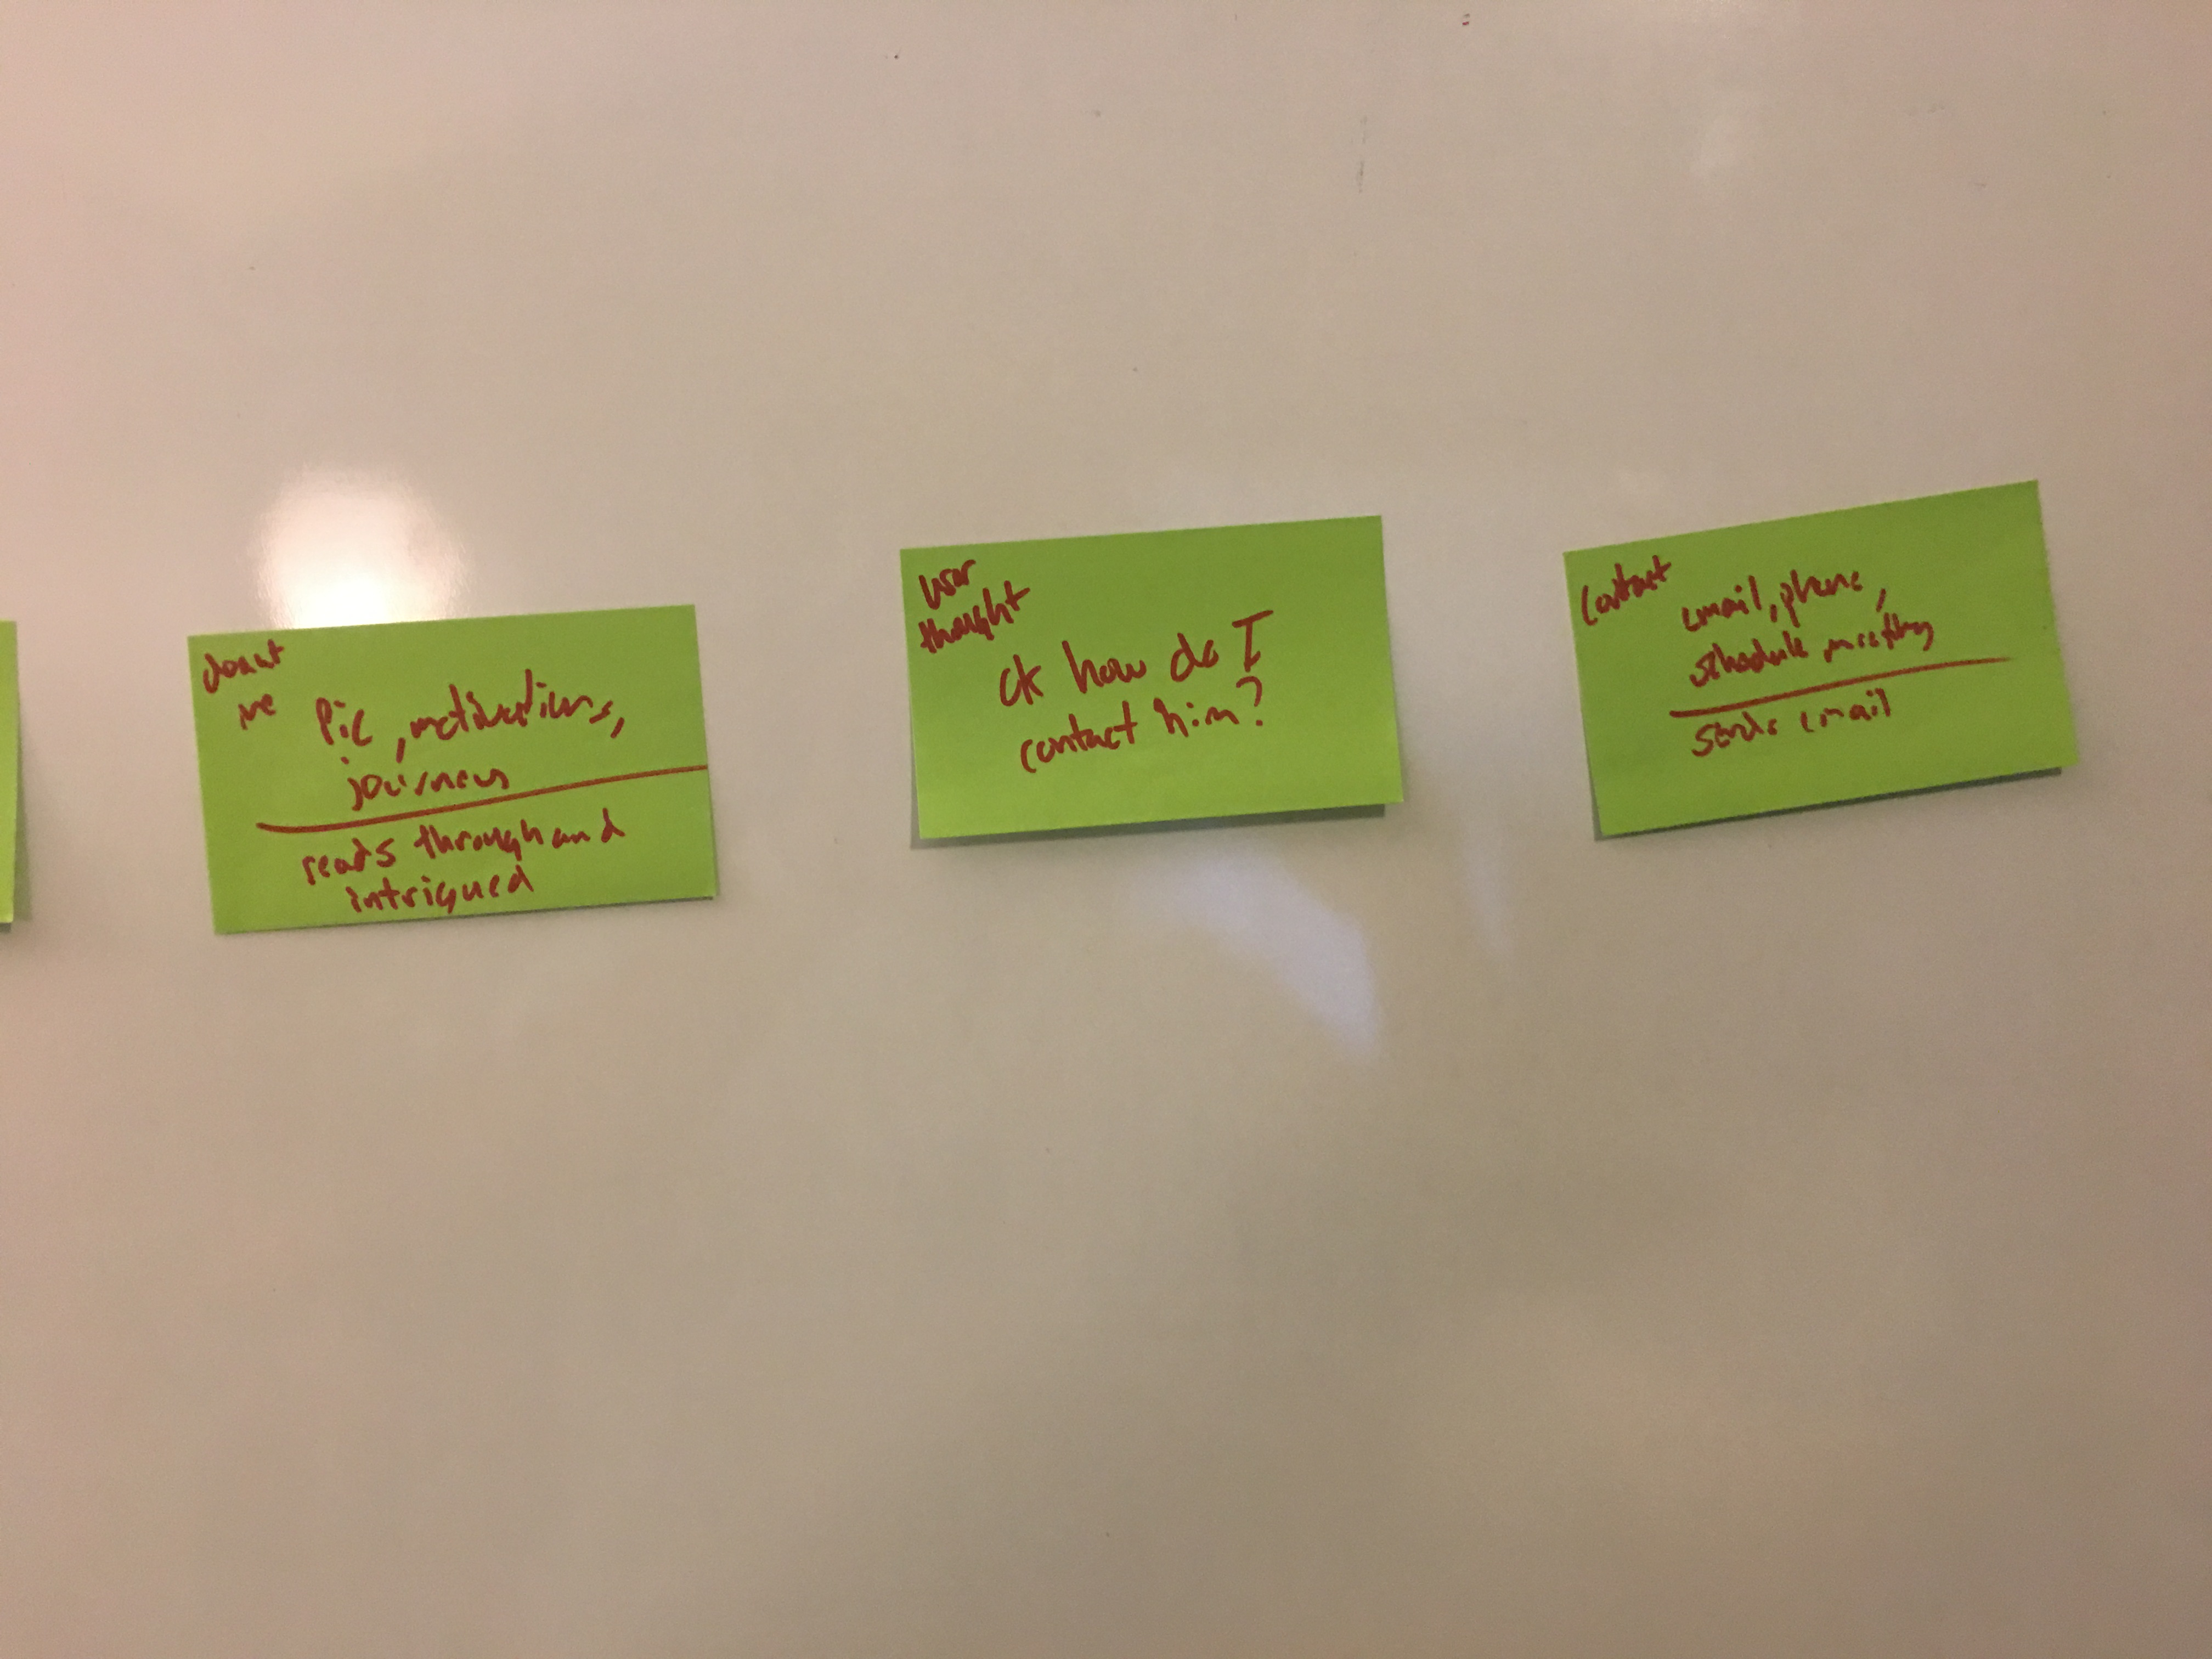 about
me
Pic, motivations,
journey
reads through and
intrigued
User
thought
ok how do I
contact him?
Contact
email, phone,
schedule meeting
sends email